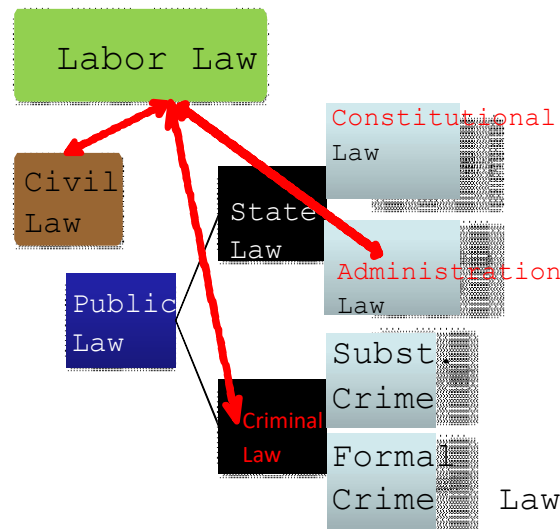 Labor Law
Constitutional
Law
Civil
Law
State
Law
Administration
Law
Public
Law
Subst.
Crime
Criminal
Law
Formal
Crime Law